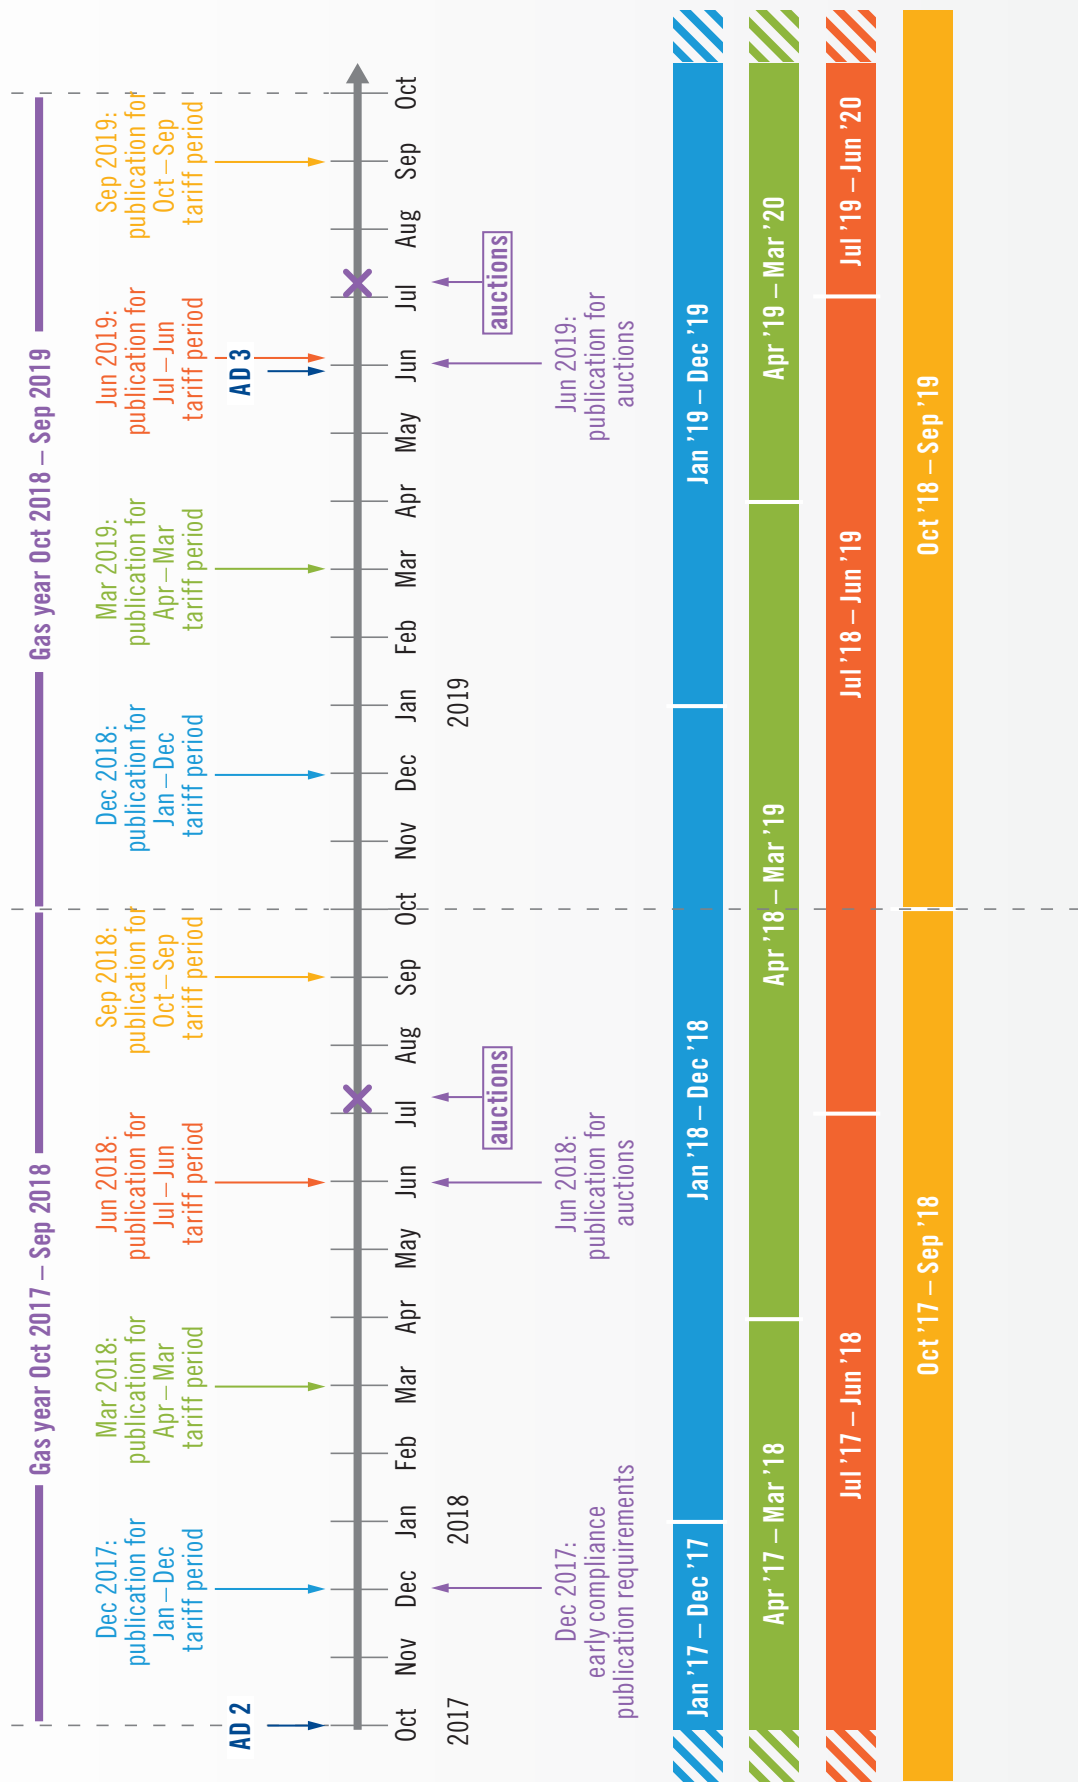 Gas year Oct 2017 – Sep 2018
Gas year Oct 2018 – Sep 2019
Dec 2017:
publication for
Jan – Dec
tariff period
Mar 2018:
publication for
Apr – Mar
tariff period
Jun 2018:
publication for
Jul – Jun
tariff period
Sep 2018:
publication for
Oct – Sep
tariff period
Dec 2018:
publication for
Jan – Dec
tariff period
Mar 2019:
publication for
Apr – Mar
tariff period
Jun 2019:
publication for
Jul – Jun
tariff period
Sep 2019:
publication for
Oct – Sep
tariff period
AD 2
AD 3
Oct Nov Dec Jan Feb Mar Apr May Jun Jul Aug Sep Oct Nov Dec Jan Feb Mar Apr May Jun Jul Aug Sep Oct
2017 2018 2019
auctions
auctions
Dec 2017:
early compliance
publication requirements
Jun 2018:
publication for
auctions
Jun 2019:
publication for
auctions
Jan ’17 – Dec ’17
Jan ’18 – Dec ’18
Jan ’19 – Dec ’19
Apr ’17 – Mar ’18
Apr ’18 – Mar ’19
Apr ’19 – Mar ’20
Jul ’17 – Jun ’18
Jul ’18 – Jun ’19
Jul ’19 – Jun ’20
Oct ’17 – Sep ’18
Oct ’18 – Sep ’19